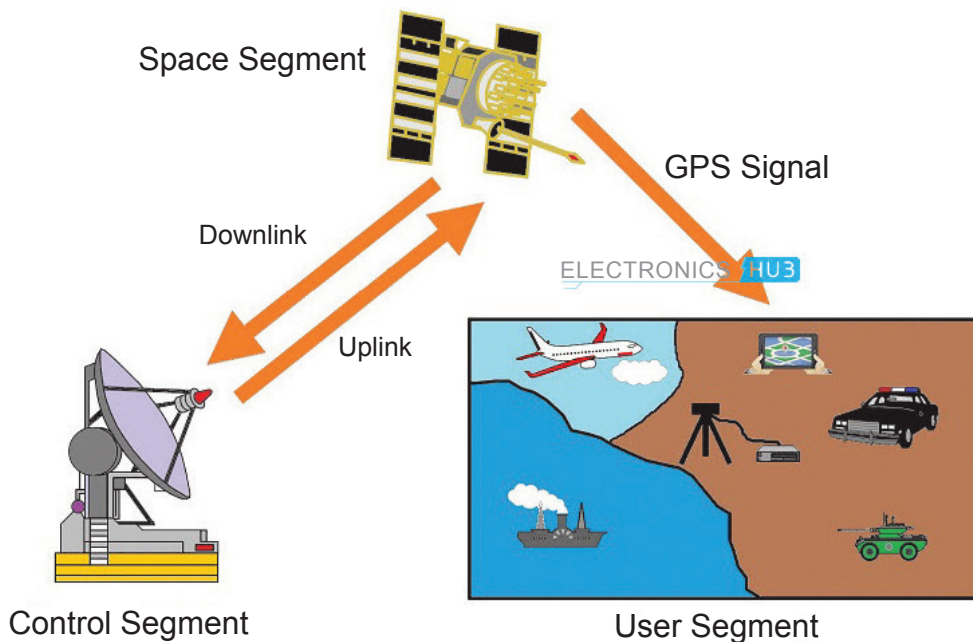 Space Segment
GPS Signal
Downlink
ELECTRONICS HUB
Uplink
Control Segment
User Segment